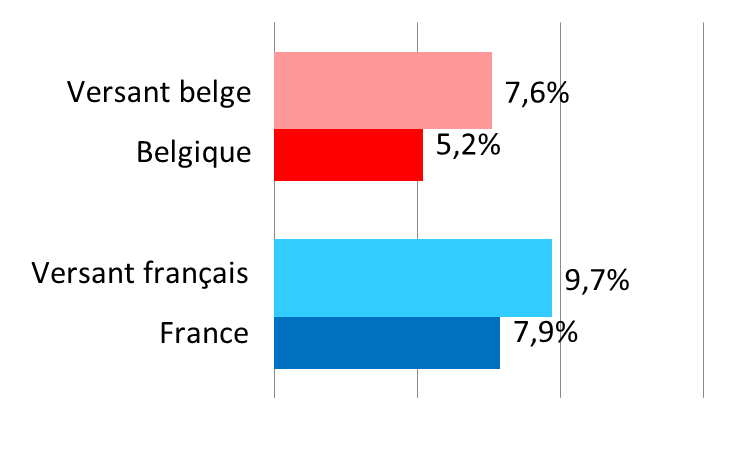 Versant belge 7,6%
Belgique 5,2%
Versant français 9,7%
France 7,9%